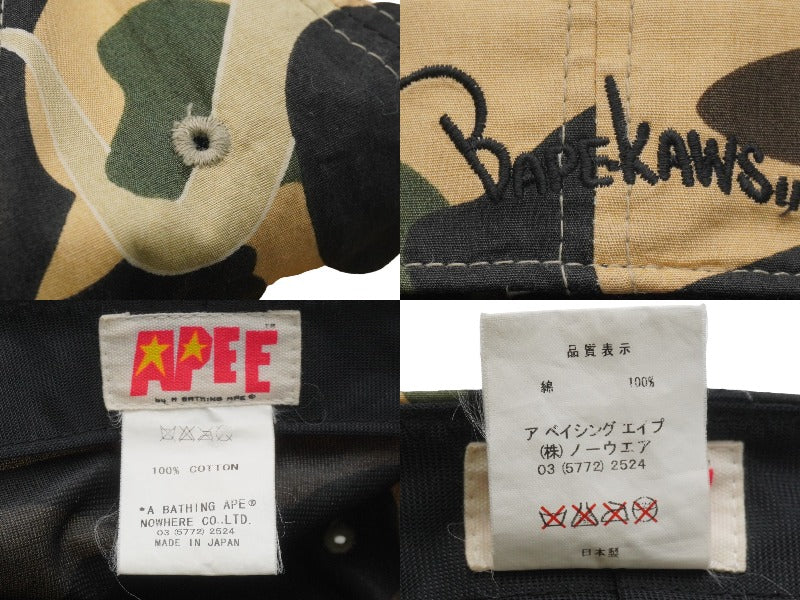 BAPE-KAWS
APEE
TM
by A BATHING APE®
100% COTTON
*A BATHING APE®
NOWHERE CO.,LTD.
03 (5772) 2524
MADE IN JAPAN
品質表示
綿 100%
ア ベイシング エイプ
(株) ノーウエア
03 (5772) 2524
日本製